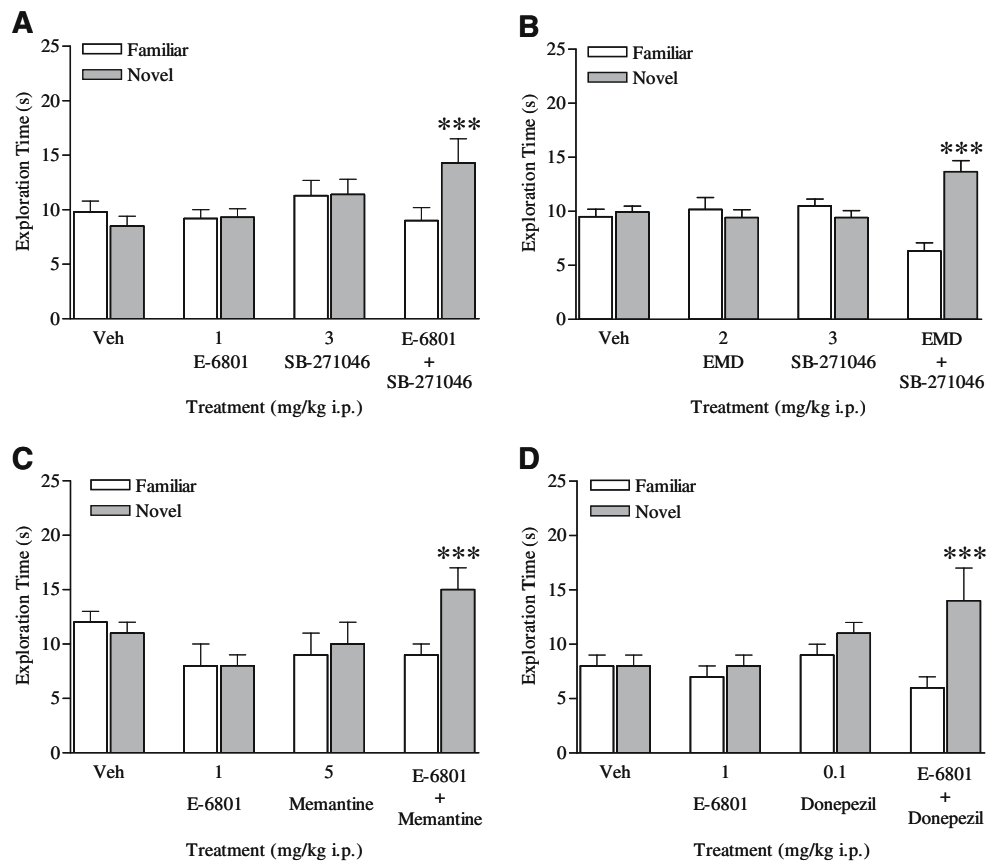 A
Exploration Time (s)
25
20
15
10
5
0
Familiar
Novel
***
Veh
1
3
E-6801
E-6801
SB-271046
+
SB-271046
Treatment (mg/kg i.p.)
B
Exploration Time (s)
25
20
15
10
5
0
Familiar
Novel
***
Veh
2
3
EMD
EMD
SB-271046
+
SB-271046
Treatment (mg/kg i.p.)
C
Exploration Time (s)
25
20
15
10
5
0
Familiar
Novel
***
Veh
1
5
E-6801
E-6801
Memantine
+
Memantine
Treatment (mg/kg i.p.)
D
Exploration Time (s)
25
20
15
10
5
0
Familiar
Novel
***
Veh
1
0.1
E-6801
E-6801
Donepezil
+
Donepezil
Treatment (mg/kg i.p.)